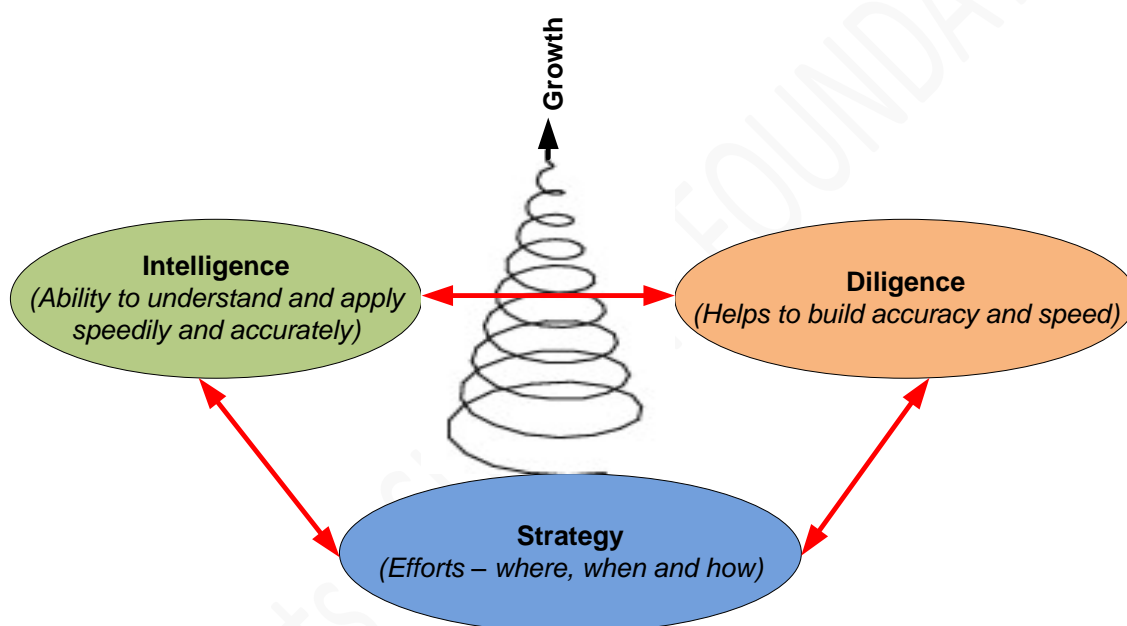 Growth
Intelligence
(Ability to understand and apply
speedily and accurately)
Diligence
(Helps to build accuracy and speed)
Strategy
(Efforts – where, when and how)